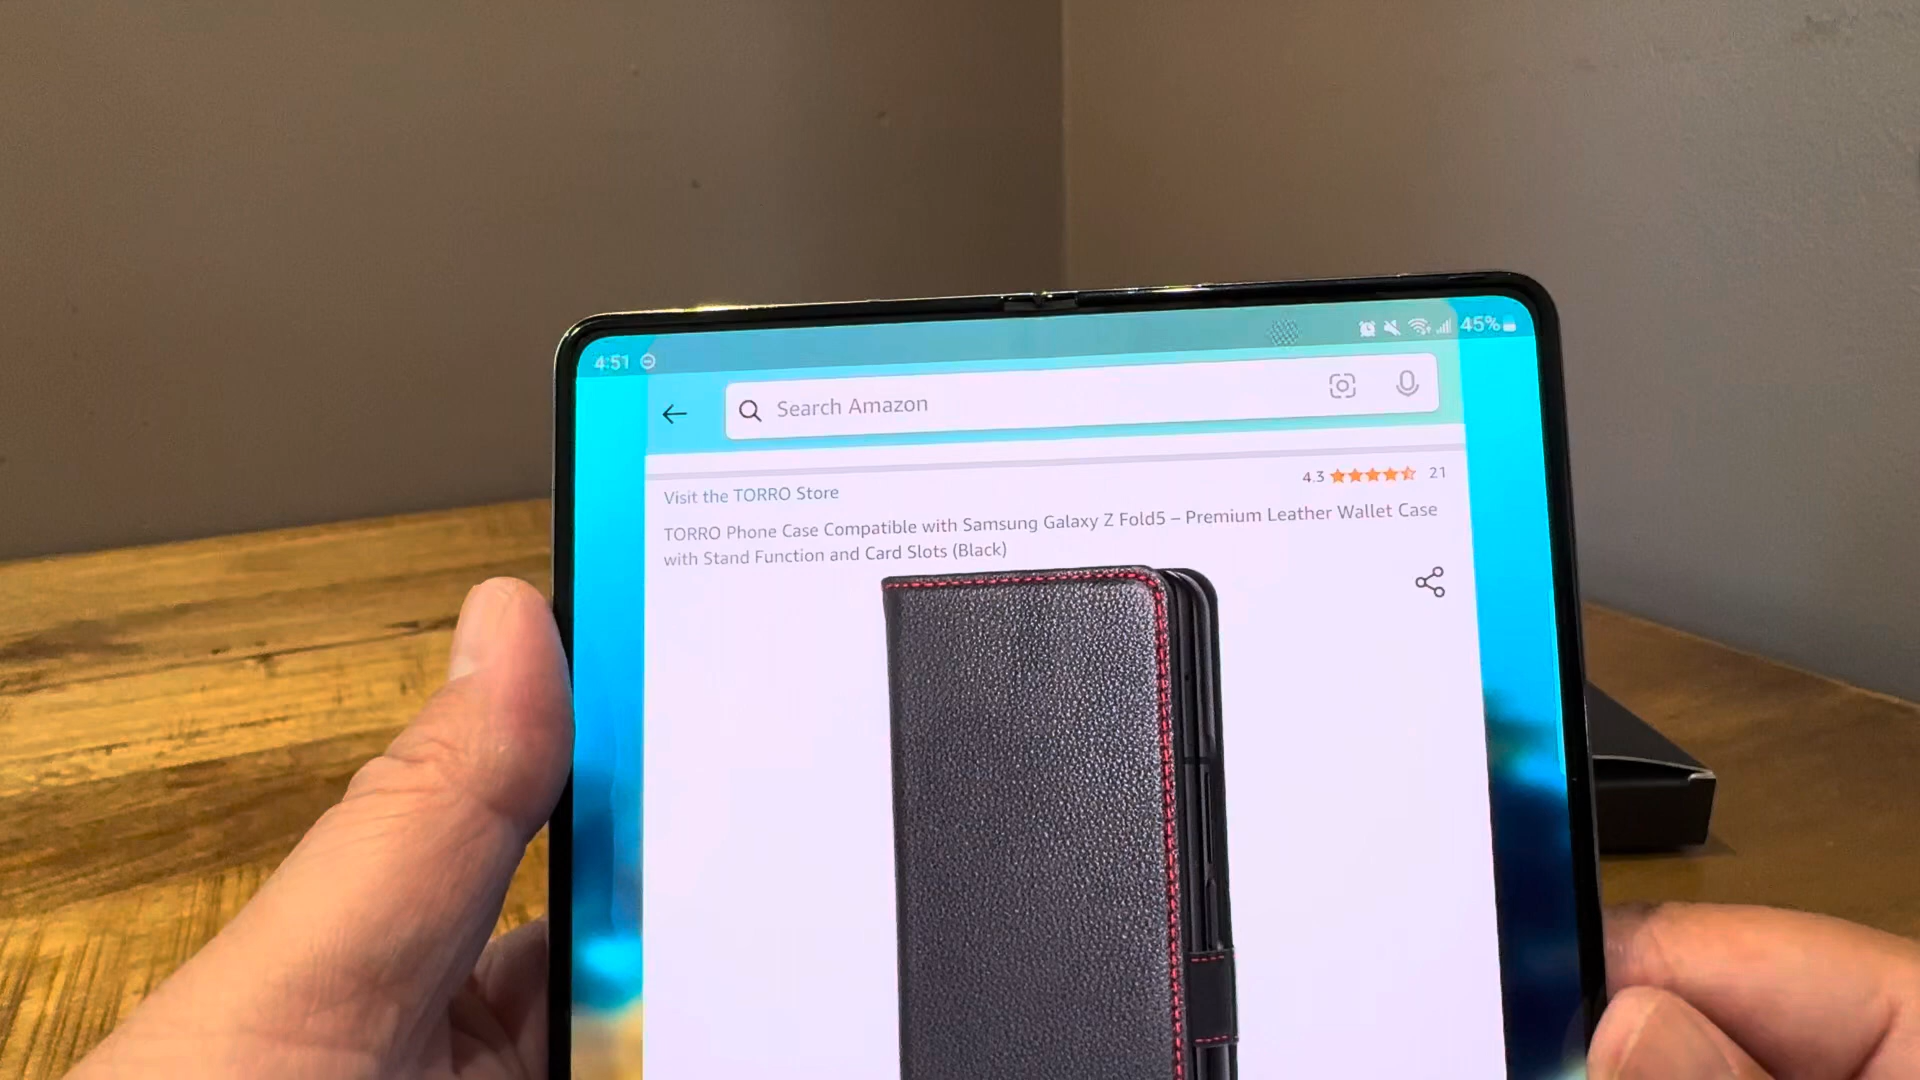 4:51
45%
Search Amazon
Visit the TORRO Store
4.3 21
TORRO Phone Case Compatible with Samsung Galaxy Z Fold5 – Premium Leather Wallet Case
with Stand Function and Card Slots (Black)